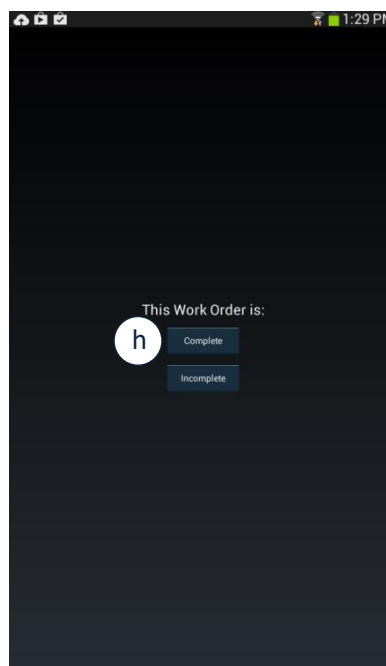 1:29 PM
This Work Order is:
h
Complete
Incomplete